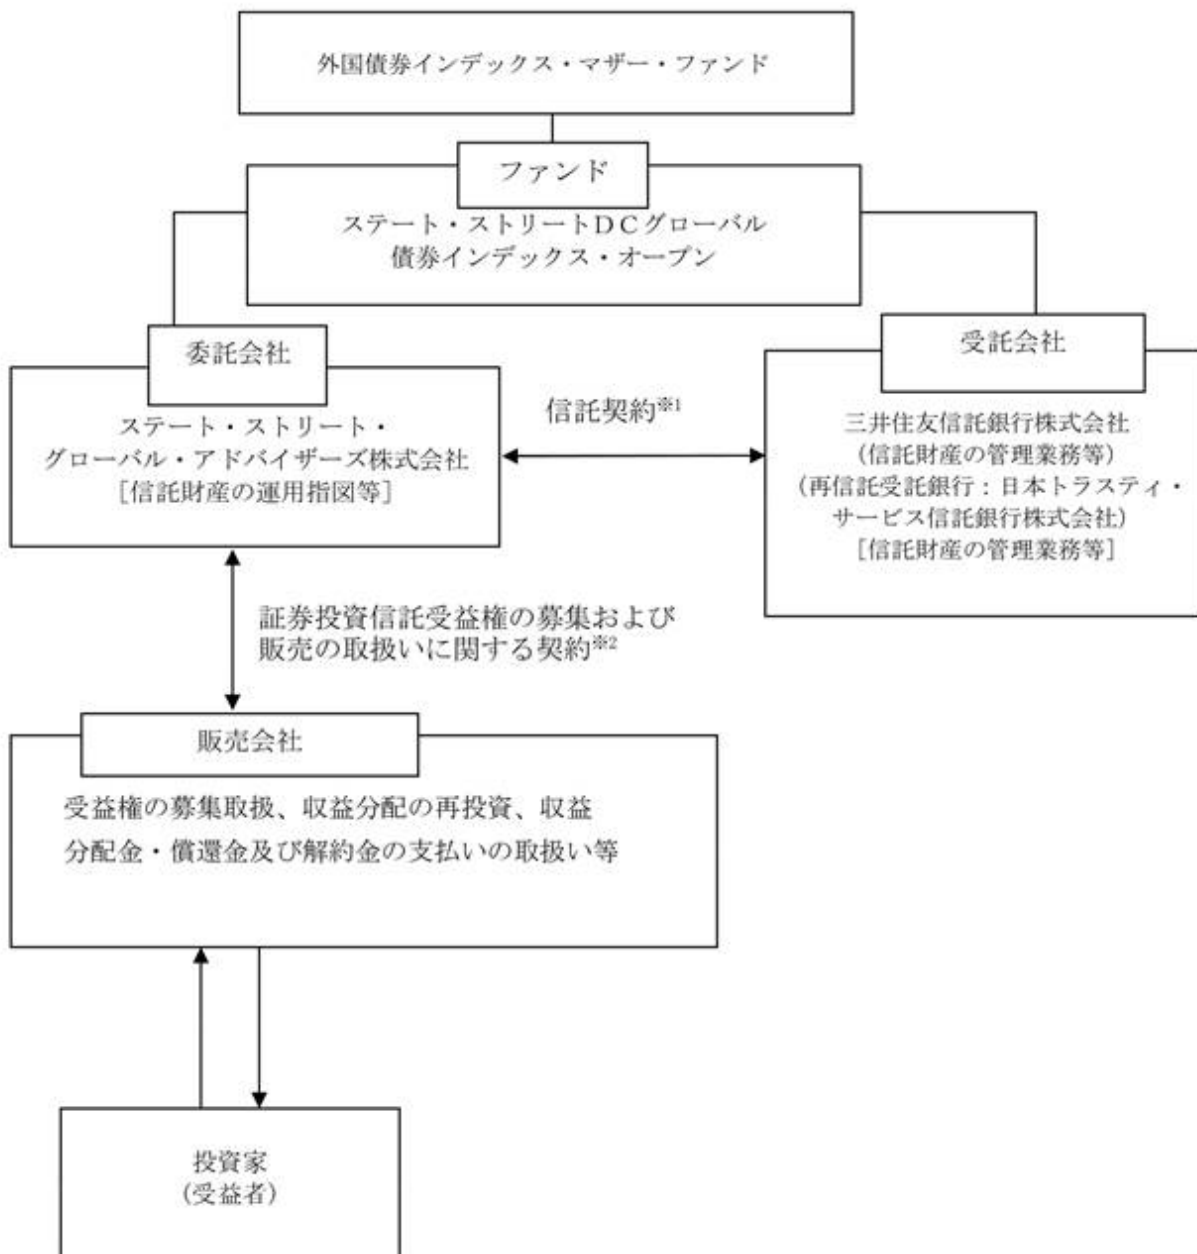 外国債券インデックス・マザー・ファンド
ファンド
ステート・ストリートＤＣグローバル
債券インデックス・オープン
委託会社
ステート・ストリート・
グローバル・アドバイザーズ株式会社
［信託財産の運用指図等］
信託契約※1
受託会社
三井住友信託銀行株式会社
(信託財産の管理業務等)
(再信託受託銀行：日本トラスティ・
サービス信託銀行株式会社)
［信託財産の管理業務等］
証券投資信託受益権の募集および
販売の取扱いに関する契約※2
販売会社
受益権の募集取扱、収益分配の再投資、収益
分配金・償還金及び解約金の支払いの取扱い等
投資家
(受益者)